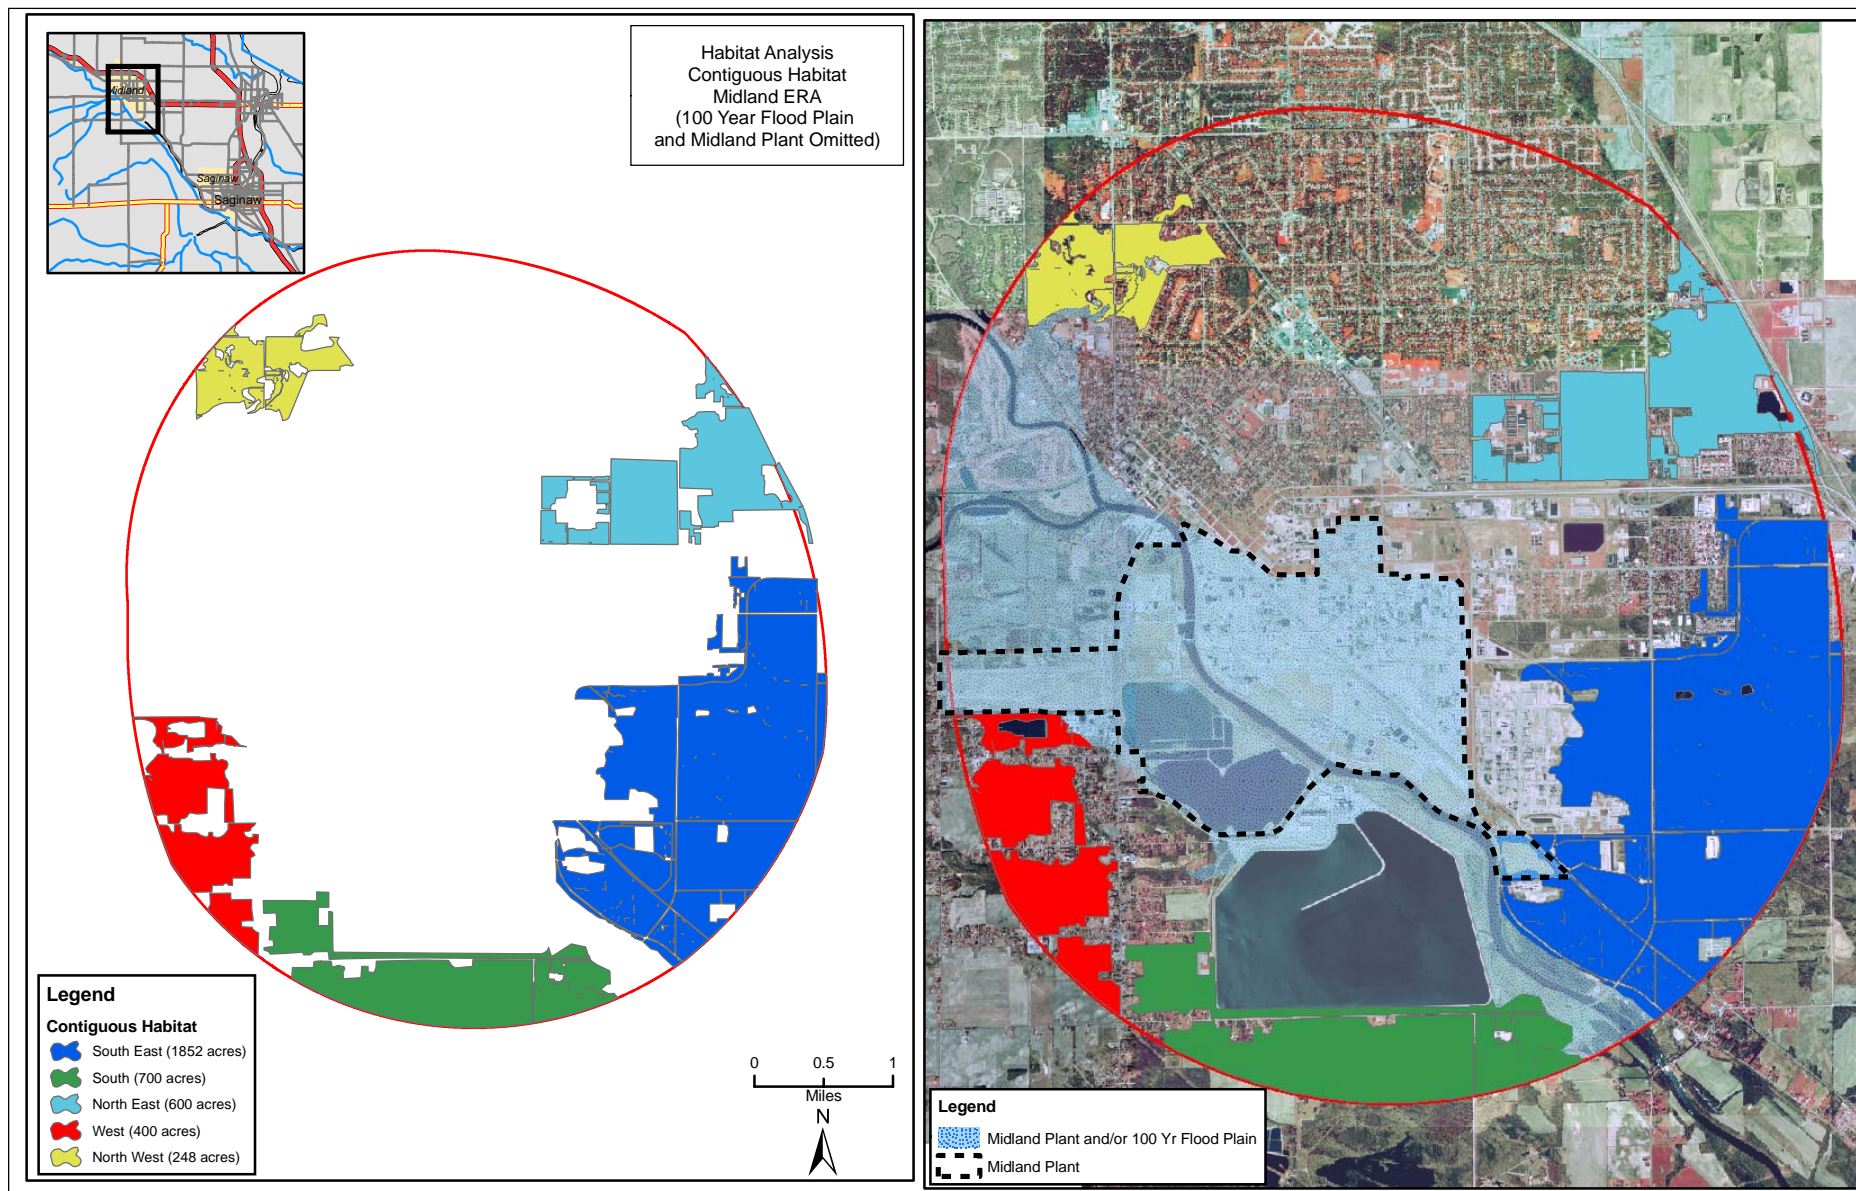 Midland
Saginaw
Saginaw
Habitat Analysis
Contiguous Habitat
Midland ERA
(100 Year Flood Plain
and Midland Plant Omitted)
Legend
Contiguous Habitat
South East (1852 acres)
South (700 acres)
North East (600 acres)
West (400 acres)
North West (248 acres)
0 0.5 1
Miles
N
Legend
Midland Plant and/or 100 Yr Flood Plain
Midland Plant